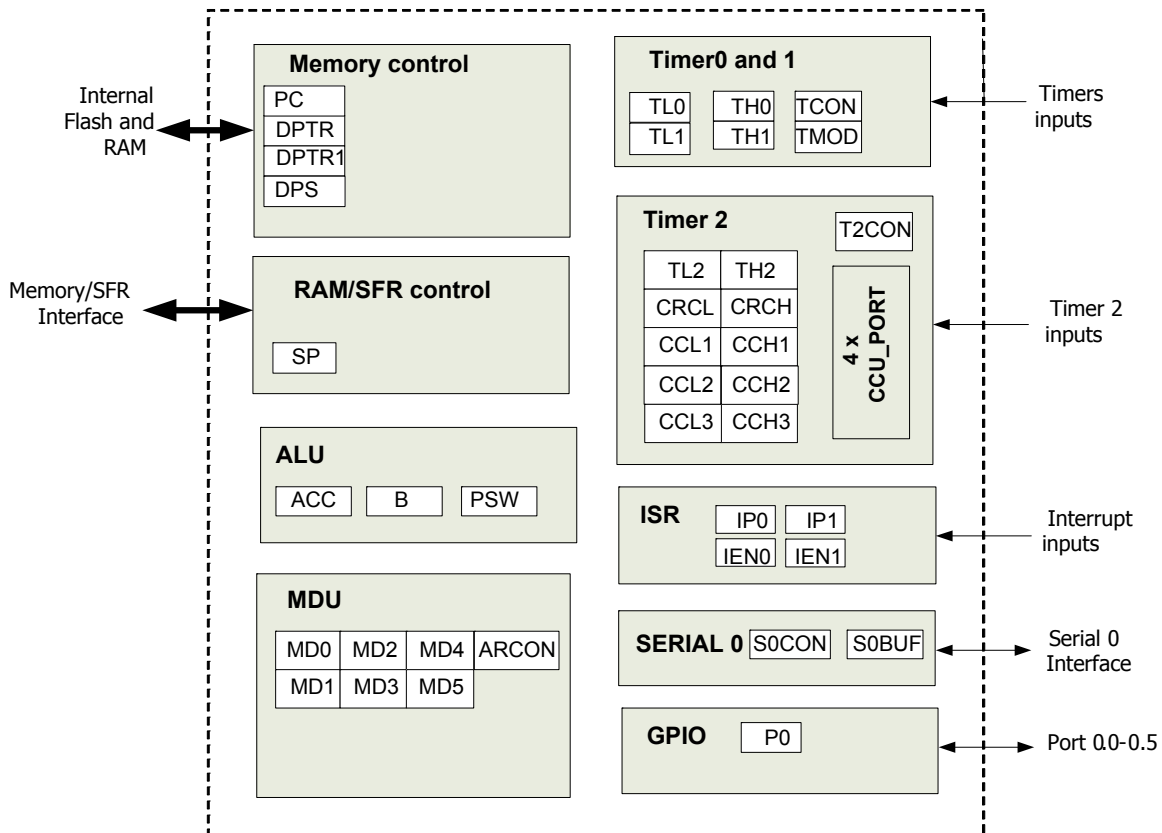 Memory control
PC
DPTR
DPTR1
DPS
Internal
Flash and
RAM
RAM/SFR control
SP
Memory/SFR
Interface
ALU
ACC B PSW
MDU
MD0 MD2 MD4 ARCON
MD1 MD3 MD5
Timer0 and 1
TL0 TH0 TCON
TL1 TH1 TMOD
Timers
inputs
Timer 2
T2CON
TL2 TH2
CRCL CRCH
CCL1 CCH1
CCL2 CCH2
CCL3 CCH3
4 x
CCU_PORT
Timer 2
inputs
ISR
IP0 IP1
IEN0 IEN1
Interrupt
inputs
SERIAL 0 S0CON S0BUF
Serial 0
Interface
GPIO P0
Port 0.0-0.5